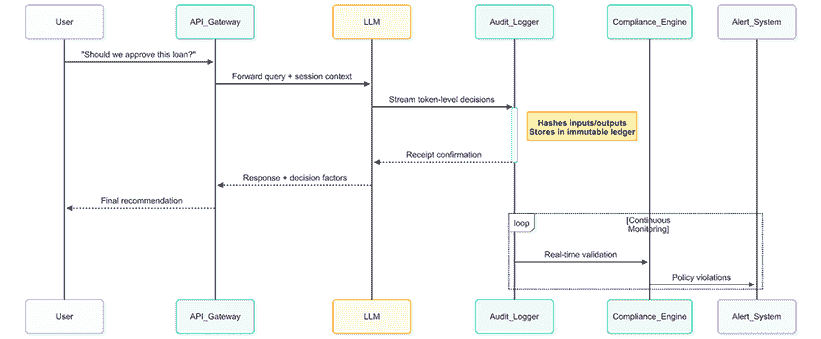 User
API_Gateway
LLM
Audit_Logger
Compliance_Engine
Alert_System
"Should we approve this loan?"
Forward query + session context
Stream token-level decisions
Hashes inputs/outputs
Stores in immutable ledger
Receipt confirmation
Response + decision factors
Final recommendation
loop
[Continuous
Monitoring]
Real-time validation
Policy violations
User
API_Gateway
LLM
Audit_Logger
Compliance_Engine
Alert_System